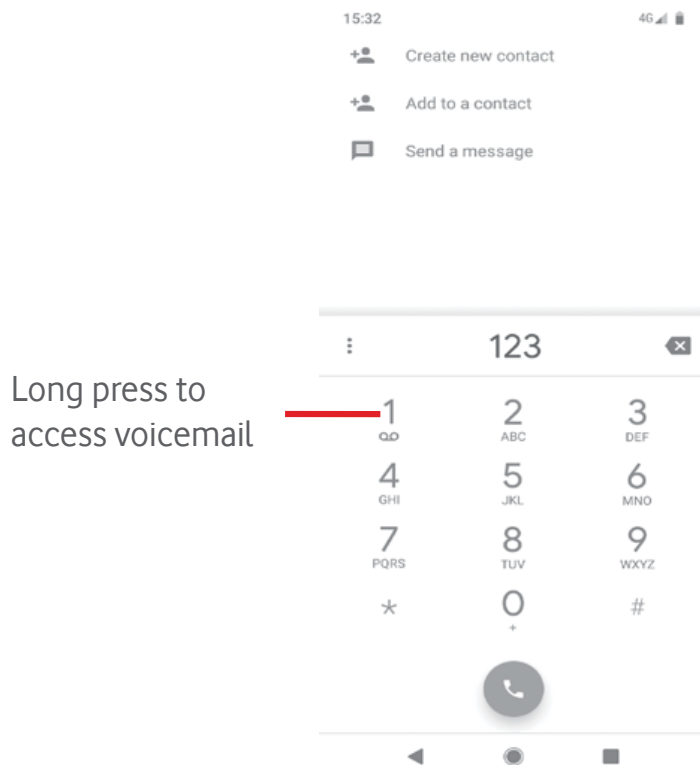 15:32 4G
Create new contact
Add to a contact
Send a message
123
Long press to
access voicemail
1 2 3
ABC DEF
4 5 6
GHI JKL MNO
7 8 9
PQRS TUV WXYZ
* 0 #
+